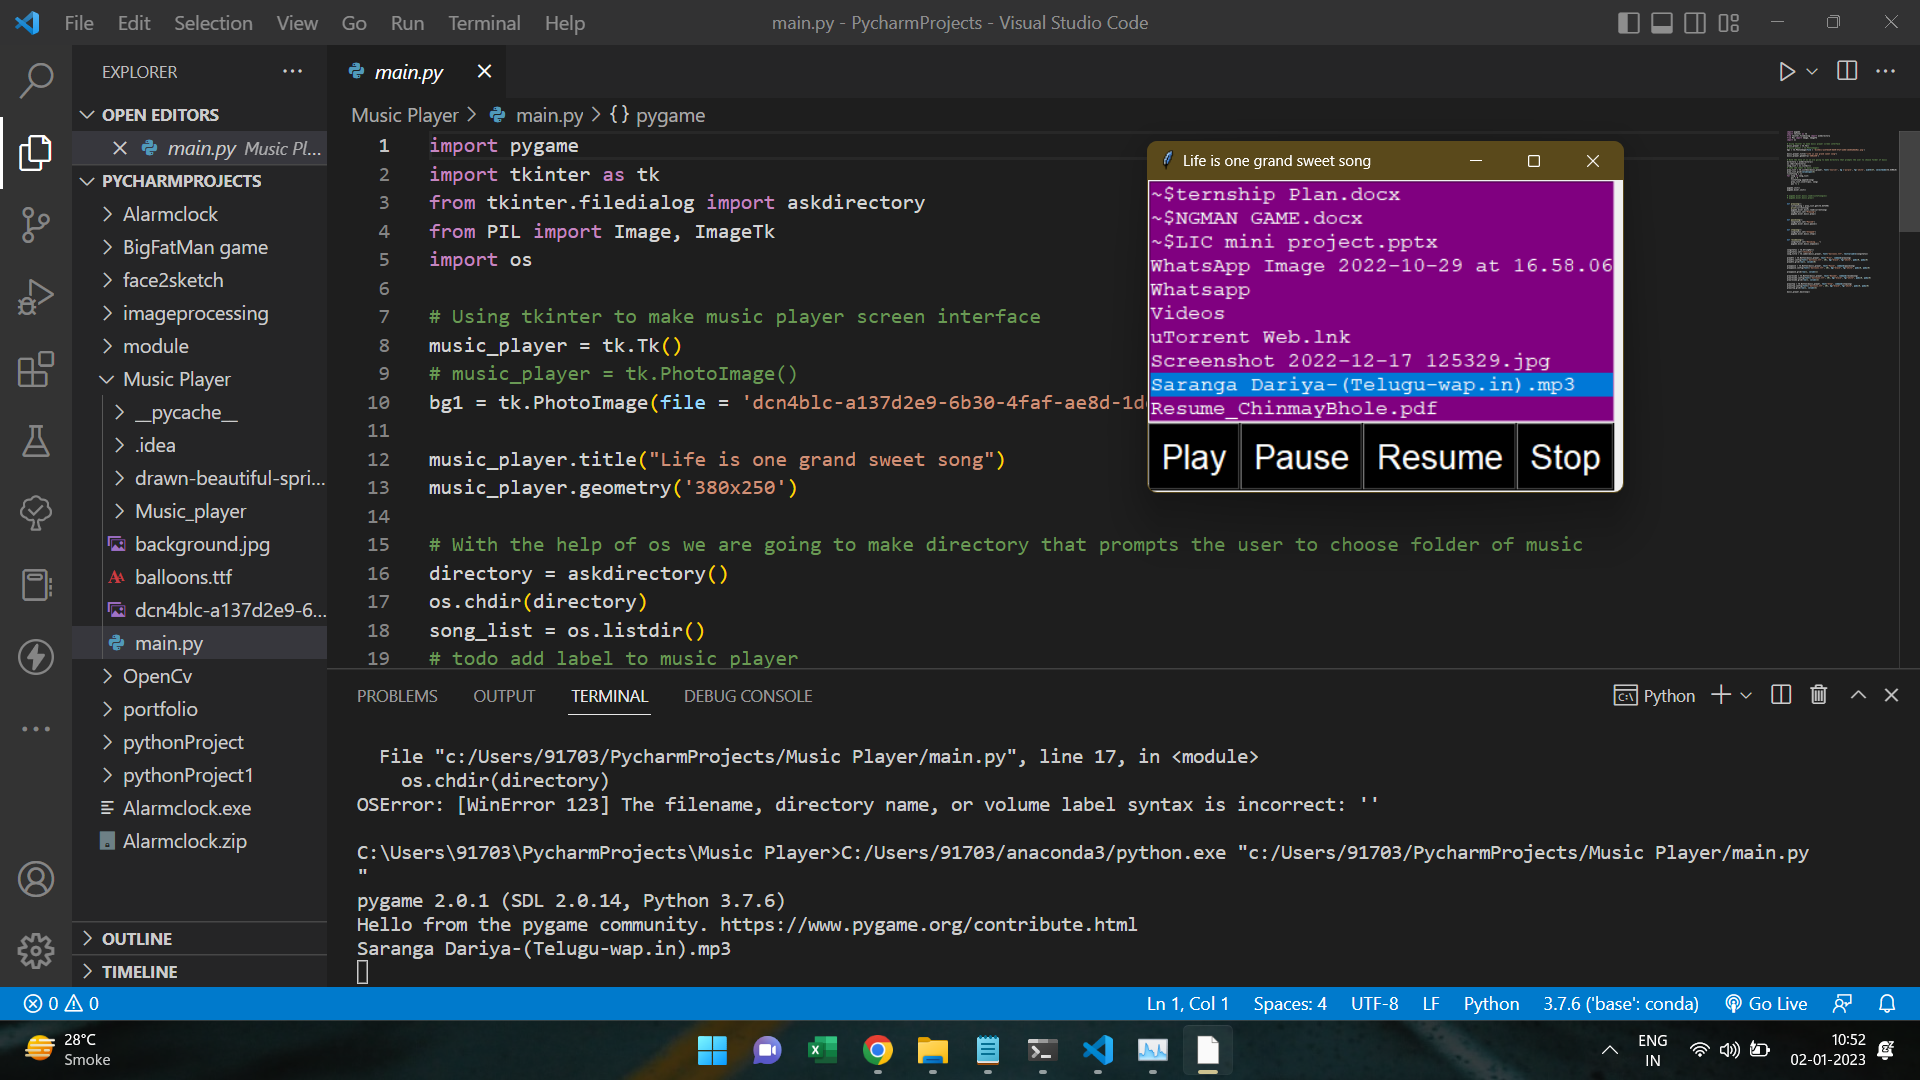 File Edit Selection View Go Run Terminal Help
main.py - PycharmProjects - Visual Studio Code
EXPLORER
OPEN EDITORS
main.py Music Pl...
PYCHARMPROJECTS
Alarmclock
BigFatMan game
face2sketch
imageprocessing
module
Music Player
__pycache__
.idea
drawn-beautiful-spri...
Music_player
background.jpg
balloons.ttf
dcn4blc-a137d2e9-6...
main.py
OpenCv
portfolio
pythonProject
pythonProject1
Alarmclock.exe
Alarmclock.zip
OUTLINE
TIMELINE
main.py
Music Player > main.py > {} pygame
1 import pygame
2 import tkinter as tk
3 from tkinter.filedialog import askdirectory
4 from PIL import Image, ImageTk
5 import os
6
7 # Using tkinter to make music player screen interface
8 music_player = tk.Tk()
9 # music_player = tk.PhotoImage()
10 bg1 = tk.PhotoImage(file = 'dcn4blc-a137d2e9-6b30-4faf-ae8d-1d
11
12 music_player.title("Life is one grand sweet song")
13 music_player.geometry('380x250')
14
15 # With the help of os we are going to make directory that prompts the user to choose folder of music
16 directory = askdirectory()
17 os.chdir(directory)
18 song_list = os.listdir()
19 # todo add label to music player
Life is one grand sweet song
~$ternship Plan.docx
~$NGMAN GAME.docx
~$LIC mini project.pptx
WhatsApp Image 2022-10-29 at 16.58.06
Whatsapp
Videos
uTorrent Web.lnk
Screenshot 2022-12-17 125329.jpg
Saranga Dariya-(Telugu-wap.in).mp3
Resume_ChinmayBhole.pdf
Play Pause Resume Stop
PROBLEMS OUTPUT TERMINAL DEBUG CONSOLE
Python
File "c:/Users/91703/PycharmProjects/Music Player/main.py", line 17, in <module>
os.chdir(directory)
OSError: [WinError 123] The filename, directory name, or volume label syntax is incorrect: ''
C:\Users\91703\PycharmProjects\Music Player>C:/Users/91703/anaconda3/python.exe "c:/Users/91703/PycharmProjects/Music Player/main.py
"
pygame 2.0.1 (SDL 2.0.14, Python 3.7.6)
Hello from the pygame community. https://www.pygame.org/contribute.html
Saranga Dariya-(Telugu-wap.in).mp3
0 0
Ln 1, Col 1 Spaces: 4 UTF-8 LF Python 3.7.6 ('base': conda) Go Live
28°C
Smoke
ENG
IN
10:52
02-01-2023